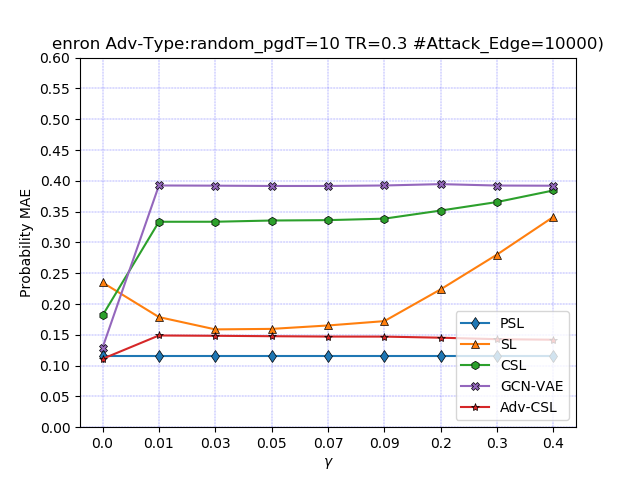 enron Adv-Type:random_pgdT=10 TR=0.3 #Attack_Edge=10000)
Probability MAE
0.60
0.55
0.50
0.45
0.40
0.35
0.30
0.25
0.20
0.15
0.10
0.05
0.00
PSL
SL
CSL
GCN-VAE
Adv-CSL
0.0 0.01 0.03 0.05 0.07 0.09 0.2 0.3 0.4
γ